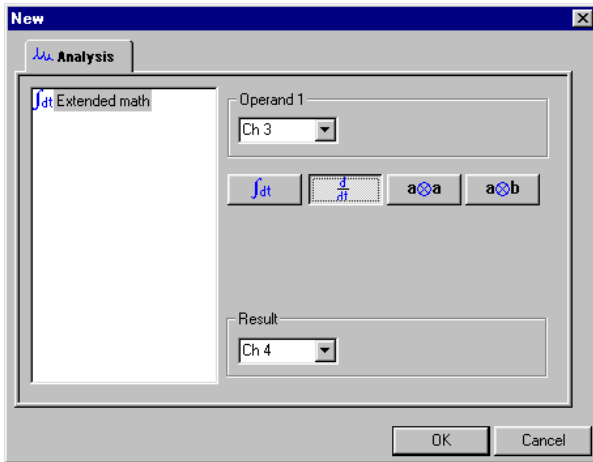 New
Analysis
∫dt Extended math
Operand 1
Ch 3
∫dt d/dt a⊗a a⊗b
Result
Ch 4
OK Cancel